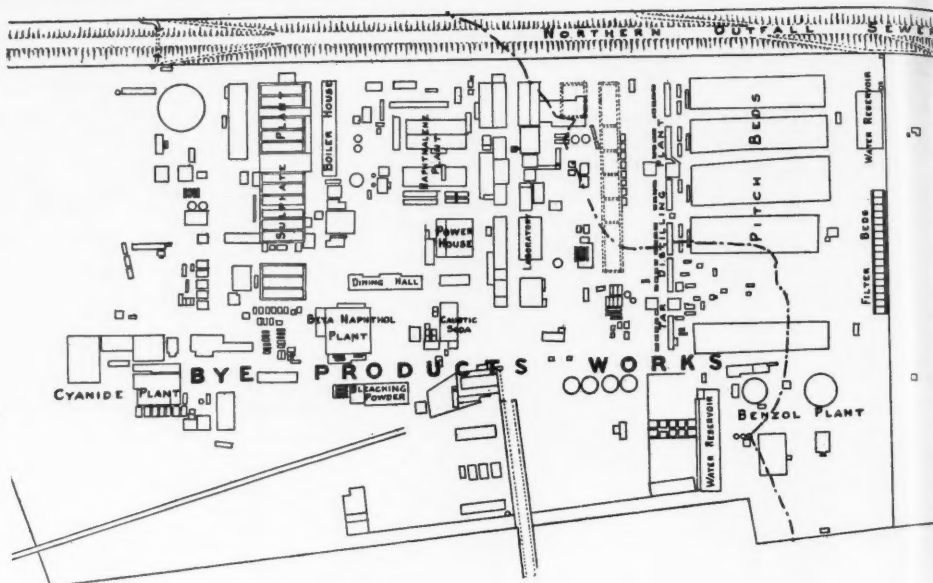 NORTHERN OUTFALL SEWER
SULPHATE PLANT
BOILER HOUSE
NAPHTHALENE PLANT
POWER HOUSE
LABORATORY
TAR DISTILLING PLANT
PITCH BEDS
WATER RESERVOIR
FILTER BEDS
DINING HALL
BETA NAPHTHOL
PLANT
CAUSTIC
SODA
BYE PRODUCTS WORKS
CYANIDE PLANT
BLEACHING
POWDER
WATER RESERVOIR
BENZOL PLANT